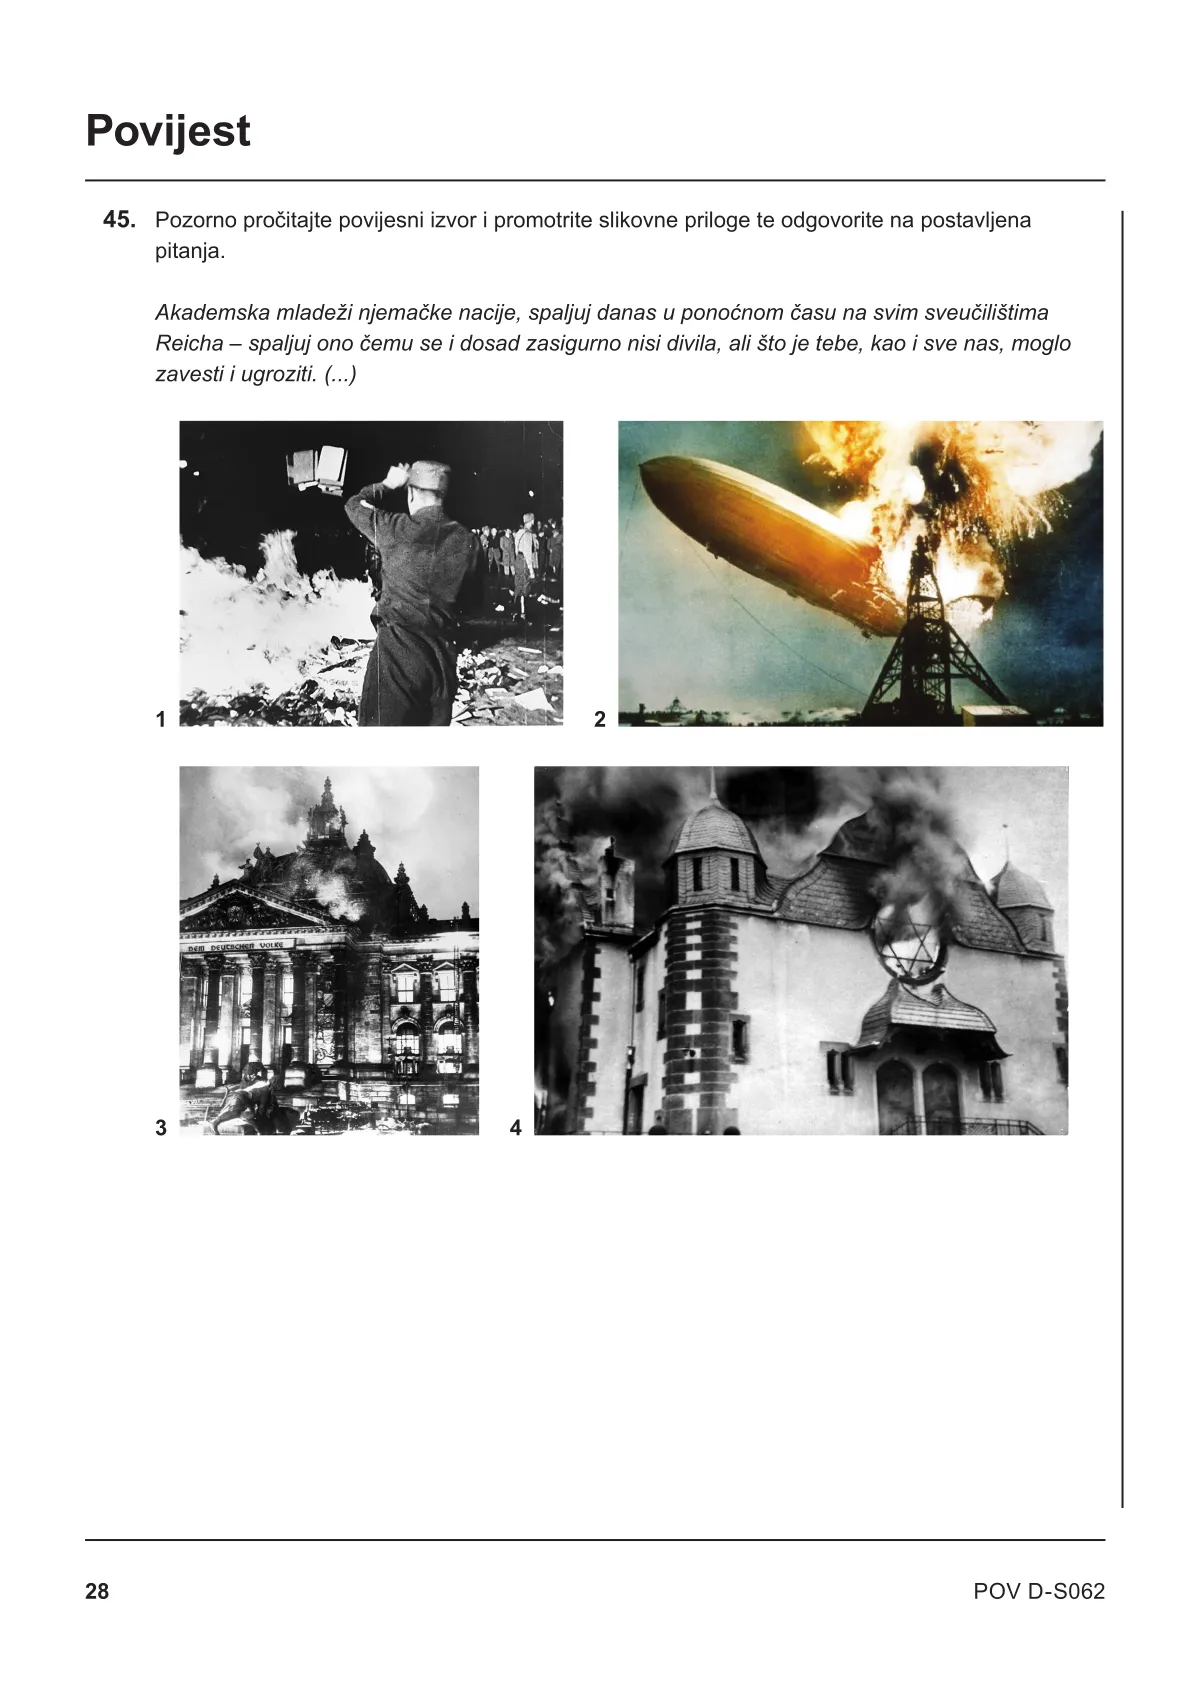 Povijest
45. Pozorno pročitajte povijesni izvor i promotrite slikovne priloge te odgovorite na postavljena
pitanja.
Akademska mladeži njemačke nacije, spaljuj danas u ponoćnom času na svim sveučilištima
Reicha – spaljuj ono čemu se i dosad zasigurno nisi divila, ali što je tebe, kao i sve nas, moglo
zavesti i ugroziti. (...)
1
2
DEM DEUTSCHEN VOLKE
3
4
28
POV D-S062